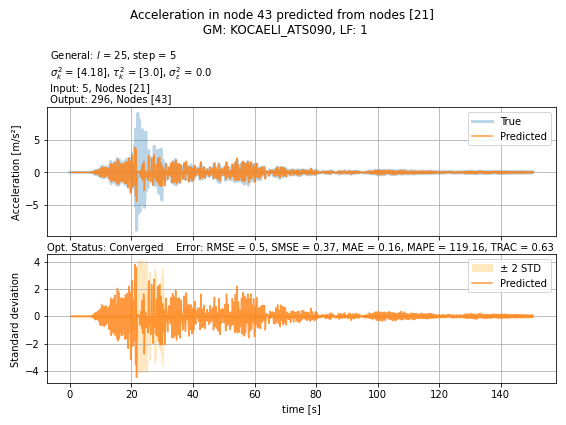 Acceleration in node 43 predicted from nodes [21]
GM: KOCAELI_ATS090, LF: 1
General: l = 25, step = 5
σ²ₖ = [4.18], τ²ₖ = [3.0], σ²ₑ = 0.0
Input: 5, Nodes [21]
Output: 296, Nodes [43]
True
Predicted
5
0
−5
Acceleration [m/s²]
Opt. Status: Converged Error: RMSE = 0.5, SMSE = 0.37, MAE = 0.16, MAPE = 119.16, TRAC = 0.63
± 2 STD
Predicted
4
2
0
−2
−4
Standard deviation
0 20 40 60 80 100 120 140
time [s]